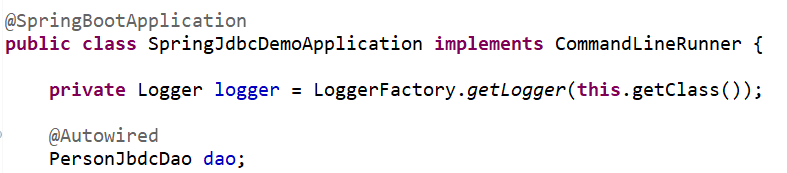 @SpringBootApplication
public class SpringJdbcDemoApplication implements CommandLineRunner {
private Logger logger = LoggerFactory.getLogger(this.getClass());
@Autowired
PersonJbdcDao dao;